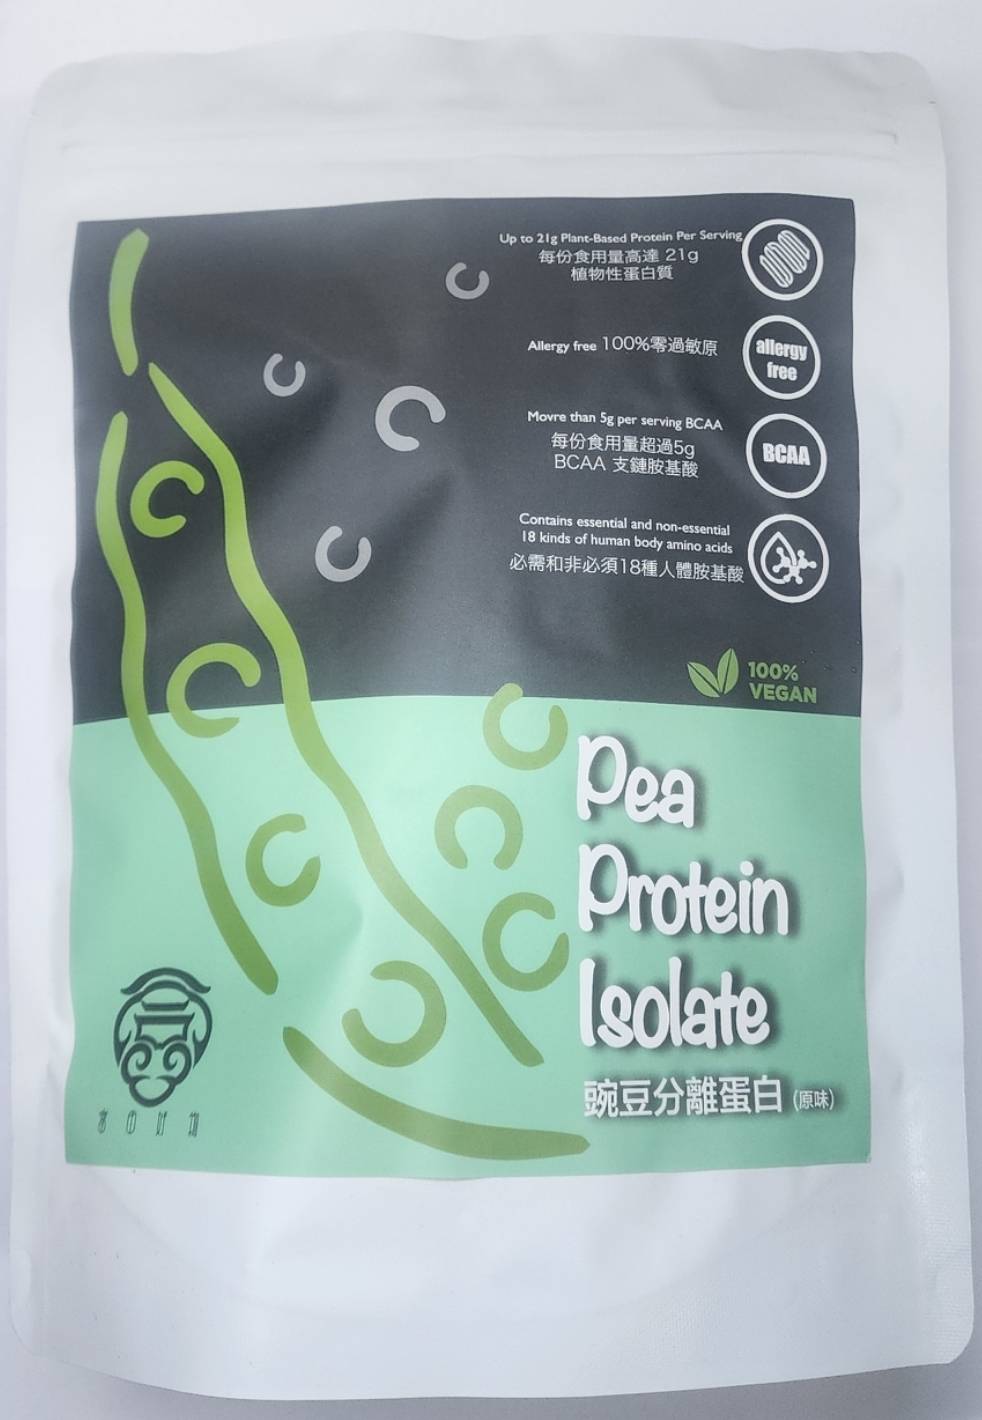 Up to 21g Plant-Based Protein Per Serving
每份食用量高達 21g
植物性蛋白質
Allergy free 100%零過敏原
allergy
free
Movre than 5g per serving BCAA
每份食用量超過5g
BCAA 支鏈胺基酸
BCAA
Contains essential and non-essential
18 kinds of human body amino acids
必需和非必須18種人體胺基酸
100%
VEGAN
Pea
Protein
Isolate
豌豆分離蛋白 (原味)